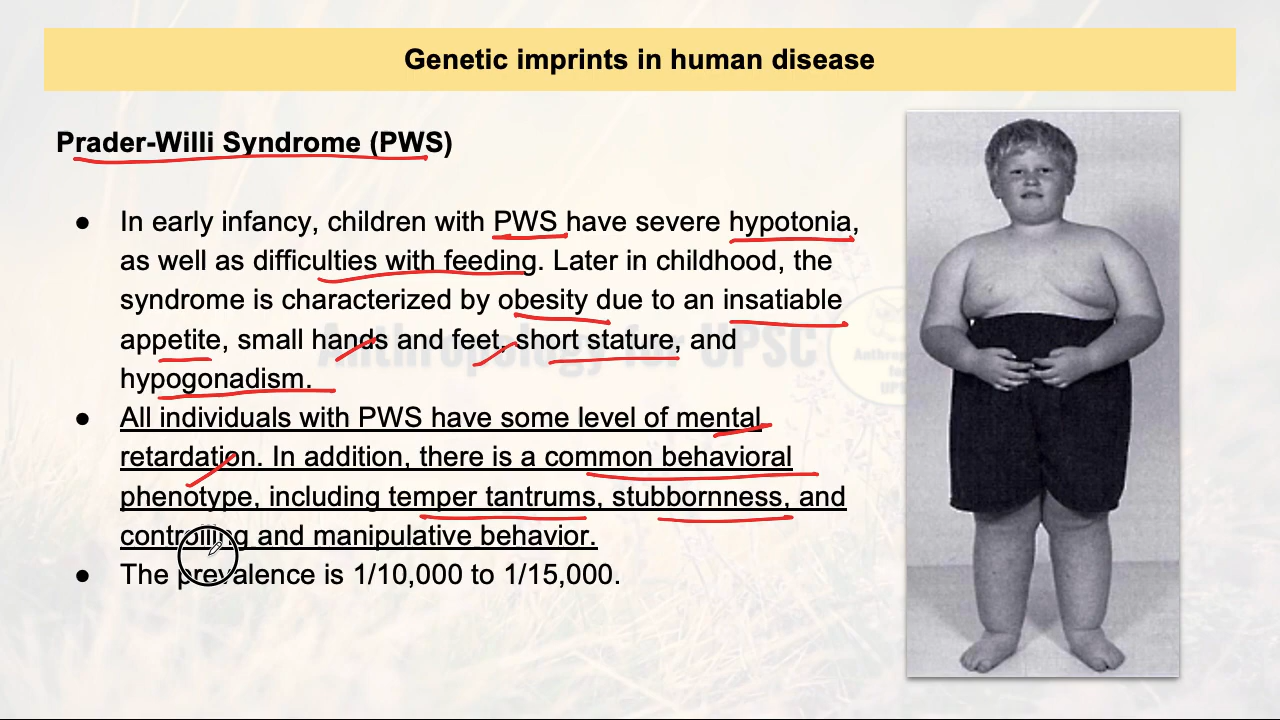 Genetic imprints in human disease
Prader-Willi Syndrome (PWS)
● In early infancy, children with PWS have severe hypotonia,
as well as difficulties with feeding. Later in childhood, the
syndrome is characterized by obesity due to an insatiable
appetite, small hands and feet, short stature, and
hypogonadism.
● All individuals with PWS have some level of mental
retardation. In addition, there is a common behavioral
phenotype, including temper tantrums, stubbornness, and
controlling and manipulative behavior.
● The prevalence is 1/10,000 to 1/15,000.
Anthropology for UPSC